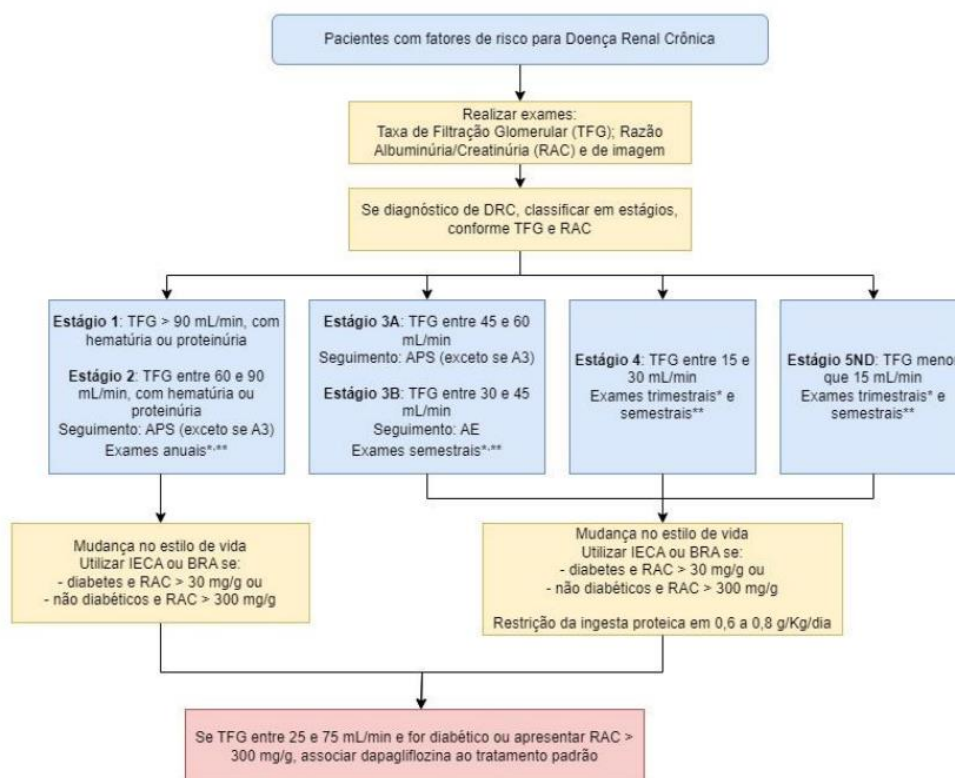 Pacientes com fatores de risco para Doença Renal Crônica
Realizar exames:
Taxa de Filtração Glomerular (TFG); Razão
Albuminúria/Creatinúria (RAC) e de imagem
Se diagnóstico de DRC, classificar em estágios,
conforme TFG e RAC
Estágio 1: TFG > 90 mL/min, com
hematúria ou proteinúria
Estágio 2: TFG entre 60 e 90
mL/min, com hematúria ou
proteinúria
Seguimento: APS (exceto se A3)
Exames anuais*,**
Estágio 3A: TFG entre 45 e 60
mL/min
Seguimento: APS (exceto se A3)
Estágio 3B: TFG entre 30 e 45
mL/min
Seguimento: AE
Exames semestrais*,**
Estágio 4: TFG entre 15 e
30 mL/min
Exames trimestrais* e
semestrais**
Estágio 5ND: TFG menor
que 15 mL/min
Exames trimestrais* e
semestrais**
Mudança no estilo de vida
Utilizar IECA ou BRA se:
- diabetes e RAC > 30 mg/g ou
- não diabéticos e RAC > 300 mg/g
Mudança no estilo de vida
Utilizar IECA ou BRA se:
- diabetes e RAC > 30 mg/g ou
- não diabéticos e RAC > 300 mg/g
Restrição da ingesta proteica em 0,6 a 0,8 g/Kg/dia
Se TFG entre 25 e 75 mL/min e for diabético ou apresentar RAC >
300 mg/g, associar dapagliflozina ao tratamento padrão